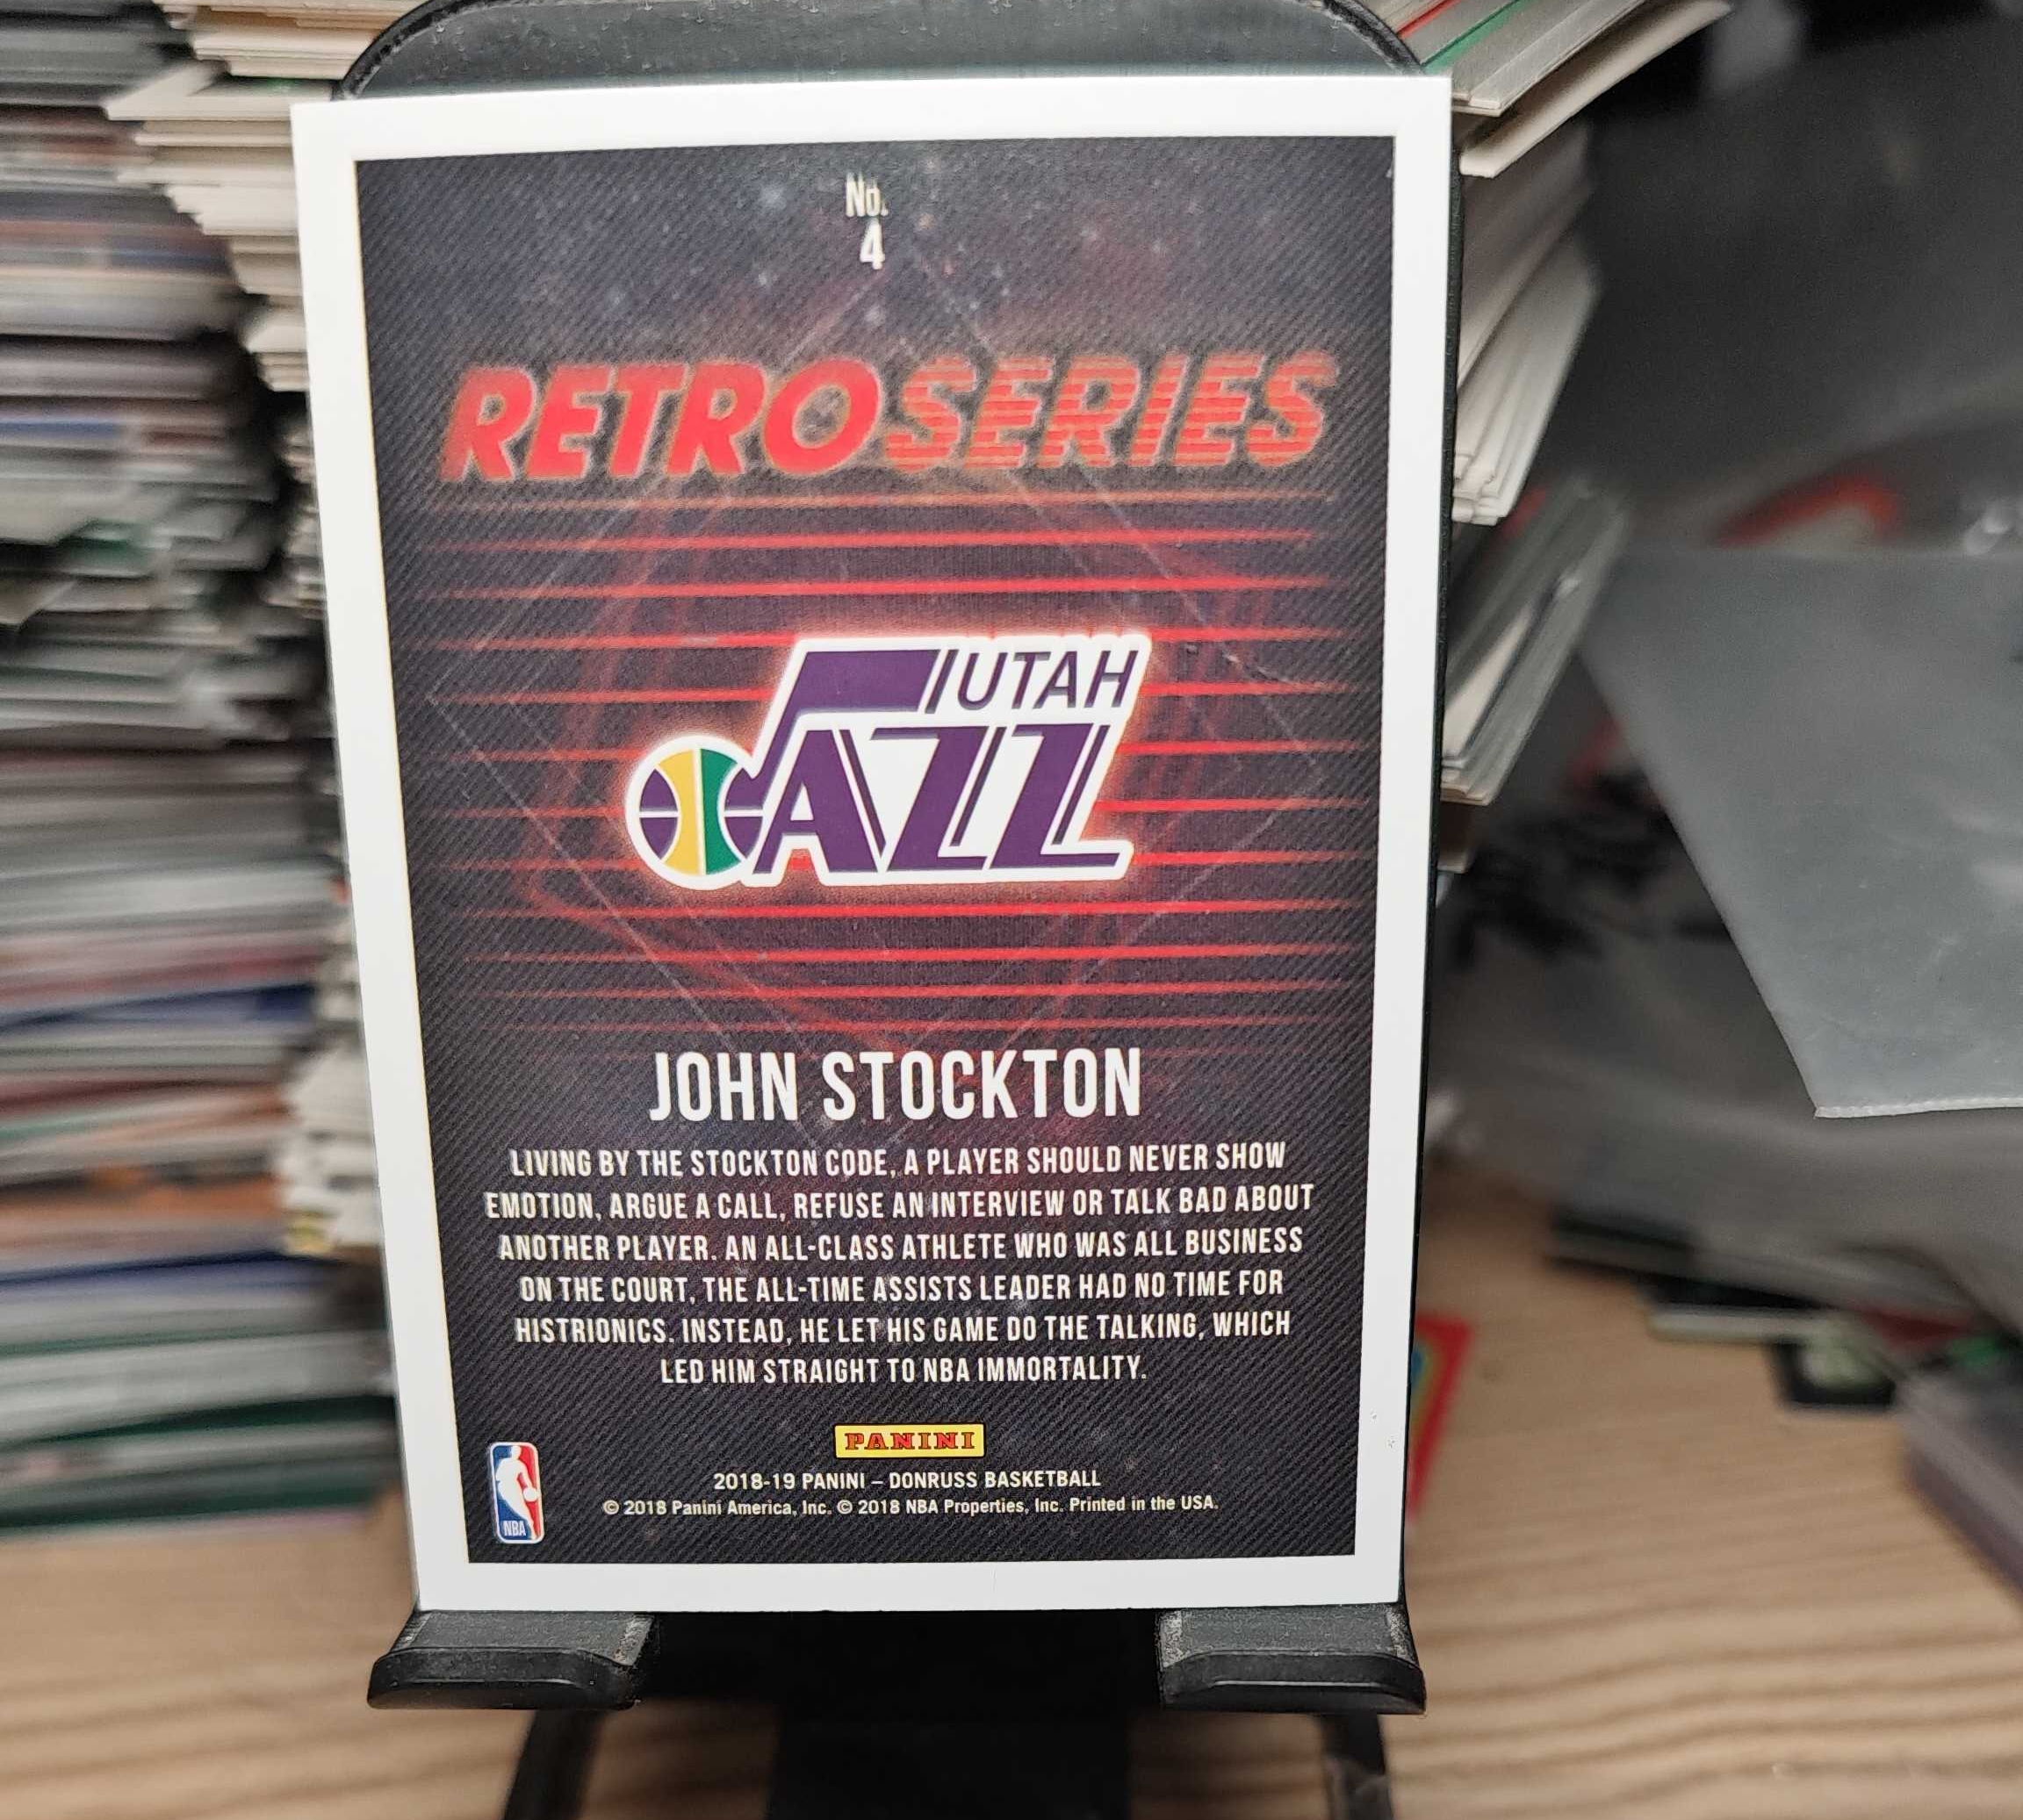 No.
4
RETRO SERIES
UTAH
JAZZ
JOHN STOCKTON
LIVING BY THE STOCKTON CODE, A PLAYER SHOULD NEVER SHOW
EMOTION, ARGUE A CALL, REFUSE AN INTERVIEW OR TALK BAD ABOUT
ANOTHER PLAYER. AN ALL-CLASS ATHLETE WHO WAS ALL BUSINESS
ON THE COURT, THE ALL-TIME ASSISTS LEADER HAD NO TIME FOR
HISTRIONICS. INSTEAD, HE LET HIS GAME DO THE TALKING, WHICH
LED HIM STRAIGHT TO NBA IMMORTALITY.
PANINI
2018-19 PANINI – DONRUSS BASKETBALL
© 2018 Panini America, Inc. © 2018 NBA Properties, Inc. Printed in the USA.
NBA